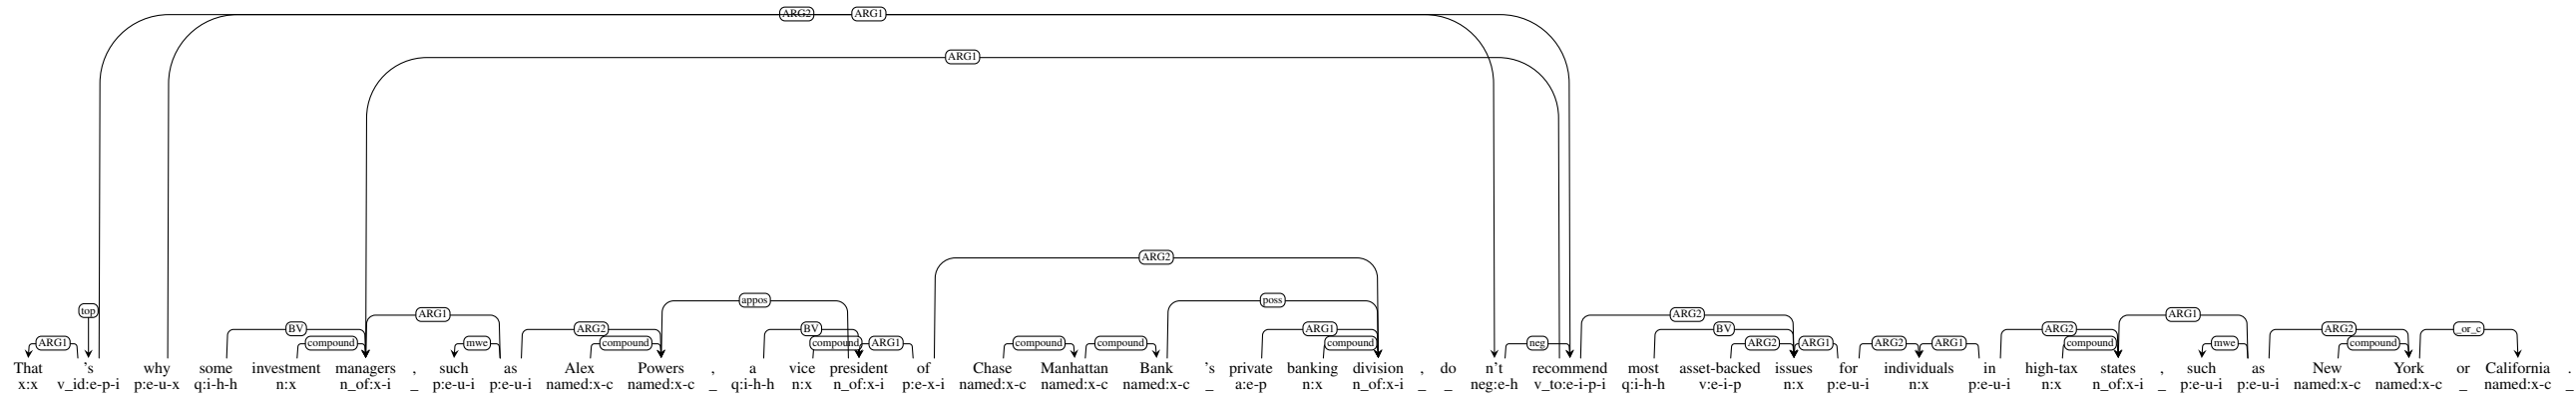 ARG2 ARG1
ARG1
ARG2
appos poss
top ARG1 ARG2 ARG1
BV ARG2 BV ARG1 BV ARG2 ARG2 _or_c
ARG1 compound mwe compound compound ARG1 compound compound compound neg ARG2 ARG1 ARG2 ARG1 compound mwe compound
That 's why some investment managers , such as Alex Powers , a vice president of Chase Manhattan Bank 's private banking division , do n't recommend most asset-backed issues for individuals in high-tax states , such as New York or California .
x:x v_id:e-p-i p:e-u-x q:i-h-h n:x n_of:x-i _ p:e-u-i p:e-u-i named:x-c named:x-c _ q:i-h-h n:x n_of:x-i p:e-x-i named:x-c named:x-c named:x-c _ a:e-p n:x n_of:x-i _ _ neg:e-h v_to:e-i-p-i q:i-h-h v:e-i-p n:x p:e-u-i n:x p:e-u-i n:x n_of:x-i _ p:e-u-i p:e-u-i named:x-c named:x-c _ named:x-c _